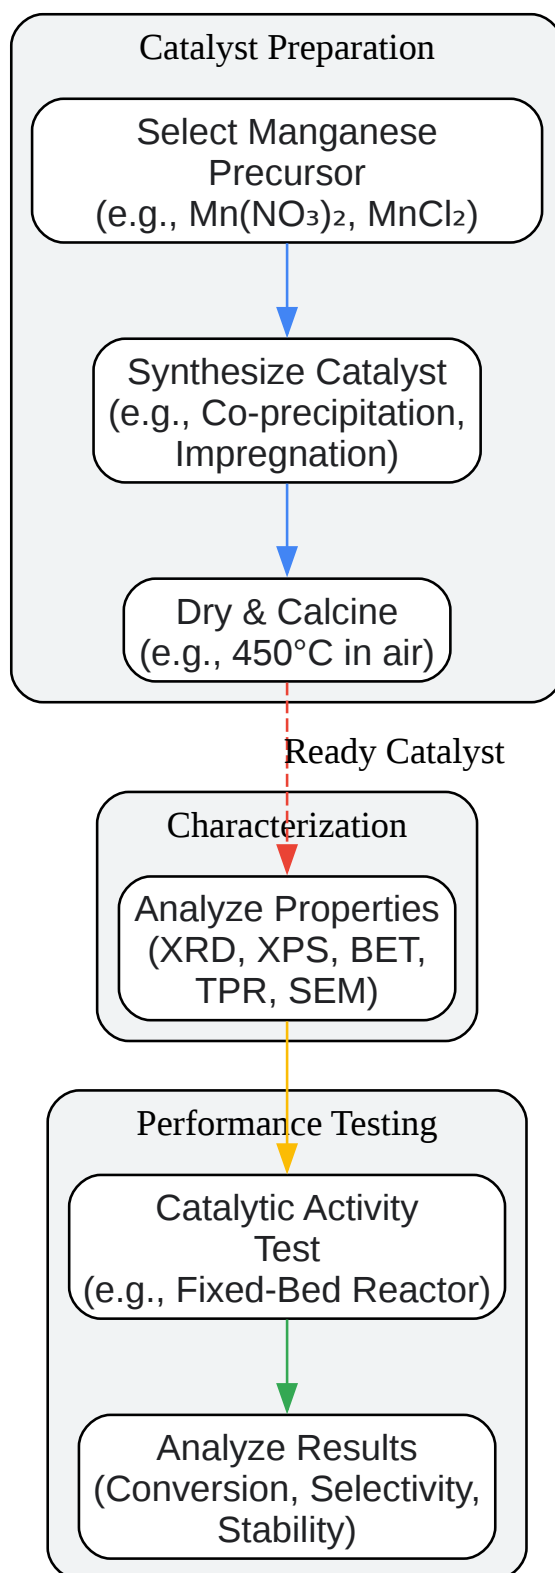 Catalyst Preparation
Select Manganese
Precursor
(e.g., Mn(NO₃)₂, MnCl₂)
Synthesize Catalyst
(e.g., Co-precipitation,
Impregnation)
Dry & Calcine
(e.g., 450°C in air)
Ready Catalyst
Characterization
Analyze Properties
(XRD, XPS, BET,
TPR, SEM)
Performance Testing
Catalytic Activity
Test
(e.g., Fixed-Bed Reactor)
Analyze Results
(Conversion, Selectivity,
Stability)